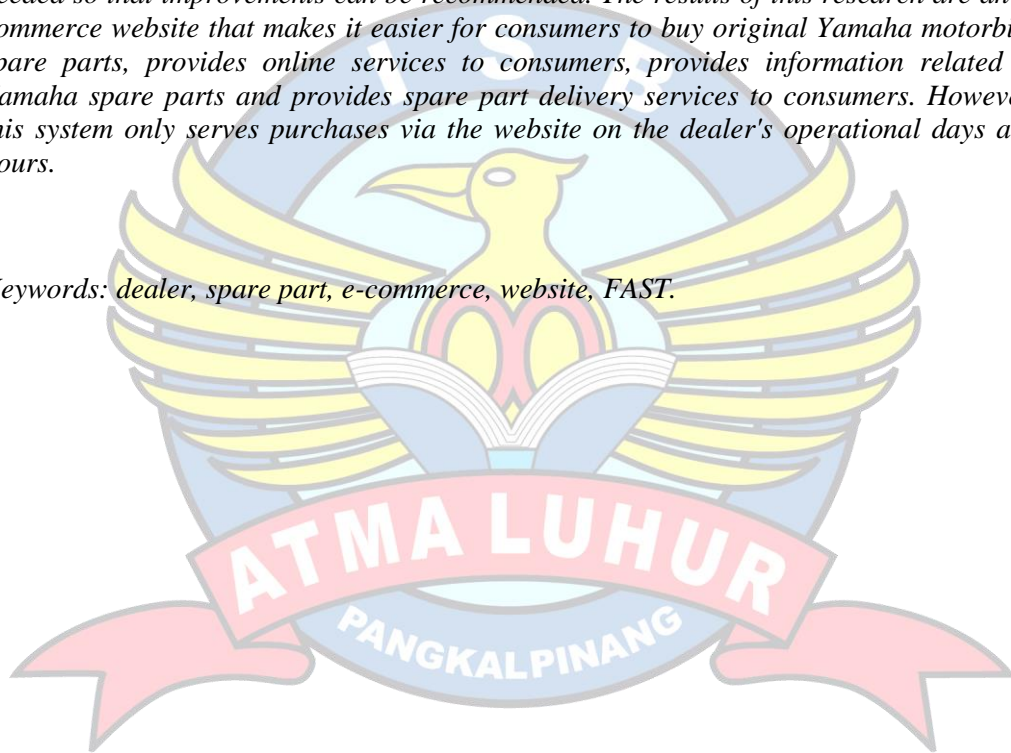 eeded so that improvements can be recommended. The results of this research are an
ommerce website that makes it easier for consumers to buy original Yamaha motorbi
pare parts, provides online services to consumers, provides information related
amaha spare parts and provides spare part delivery services to consumers. Howeve
his system only serves purchases via the website on the dealer's operational days a
ours.
eywords: dealer, spare part, e-commerce, website, FAST.
I S B
ATMA LUHUR
PANGKALPINANG